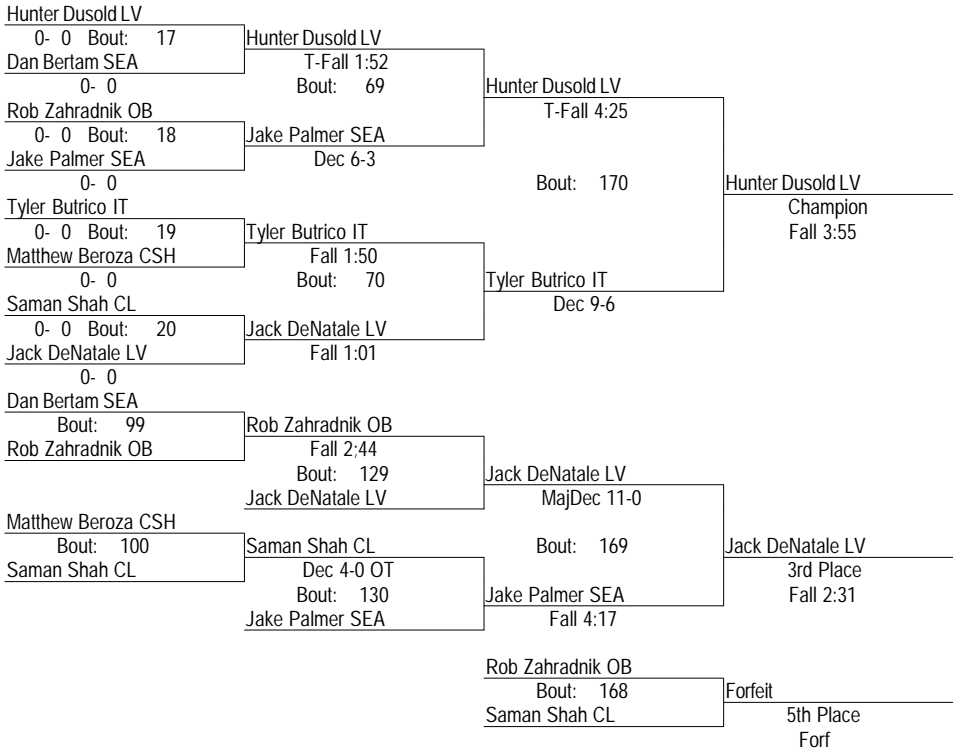 Hunter Dusold LV
0- 0 Bout: 17
Hunter Dusold LV
Dan Bertam SEA
T-Fall 1:52
0- 0
Bout: 69
Hunter Dusold LV
Rob Zahradnik OB
T-Fall 4:25
0- 0 Bout: 18
Jake Palmer SEA
Jake Palmer SEA
Dec 6-3
0- 0
Bout: 170
Hunter Dusold LV
Tyler Butrico IT
Champion
0- 0 Bout: 19
Tyler Butrico IT
Fall 3:55
Matthew Beroza CSH
Fall 1:50
0- 0
Bout: 70
Tyler Butrico IT
Saman Shah CL
Dec 9-6
0- 0 Bout: 20
Jack DeNatale LV
Jack DeNatale LV
Fall 1:01
0- 0
Dan Bertam SEA
Bout: 99
Rob Zahradnik OB
Rob Zahradnik OB
Fall 2;44
Bout: 129
Jack DeNatale LV
Jack DeNatale LV
MajDec 11-0
Matthew Beroza CSH
Bout: 100
Saman Shah CL
Bout: 169
Jack DeNatale LV
Saman Shah CL
Dec 4-0 OT
3rd Place
Bout: 130
Jake Palmer SEA
Fall 2:31
Jake Palmer SEA
Fall 4:17
Rob Zahradnik OB
Bout: 168
Forfeit
Saman Shah CL
5th Place
Forf